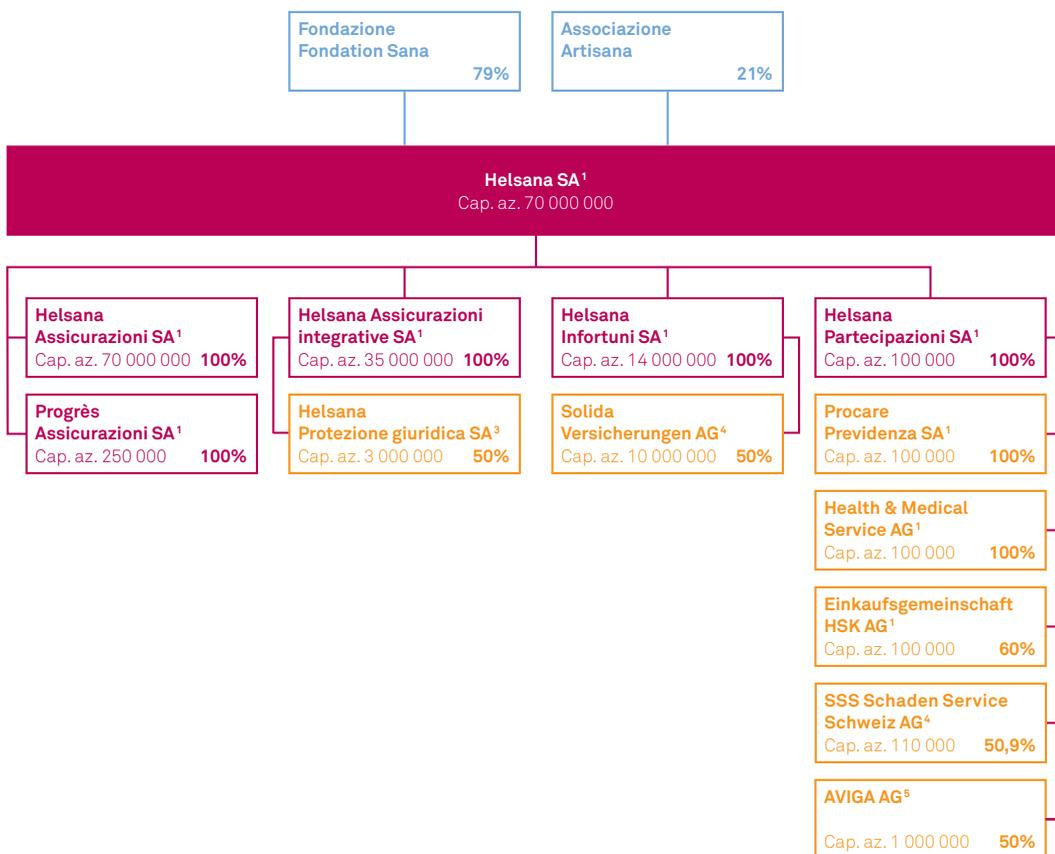 Fondazione
Fondation Sana
79%
Associazione
Artisana
21%
Helsana SA¹
Cap. az. 70 000 000
Helsana
Assicurazioni SA¹
Cap. az. 70 000 000 100%
Progrès
Assicurazioni SA¹
Cap. az. 250 000 100%
Helsana Assicurazioni
integrative SA¹
Cap. az. 35 000 000 100%
Helsana
Protezione giuridica SA³
Cap. az. 3 000 000 50%
Helsana
Infortuni SA¹
Cap. az. 14 000 000 100%
Solida
Versicherungen AG⁴
Cap. az. 10 000 000 50%
Helsana
Partecipazioni SA¹
Cap. az. 100 000 100%
Procare
Previdenza SA¹
Cap. az. 100 000 100%
Health & Medical
Service AG¹
Cap. az. 100 000 100%
Einkaufsgemeinschaft
HSK AG¹
Cap. az. 100 000 60%
SSS Schaden Service
Schweiz AG⁴
Cap. az. 110 000 50,9%
AVIGA AG⁵
Cap. az. 1 000 000 50%